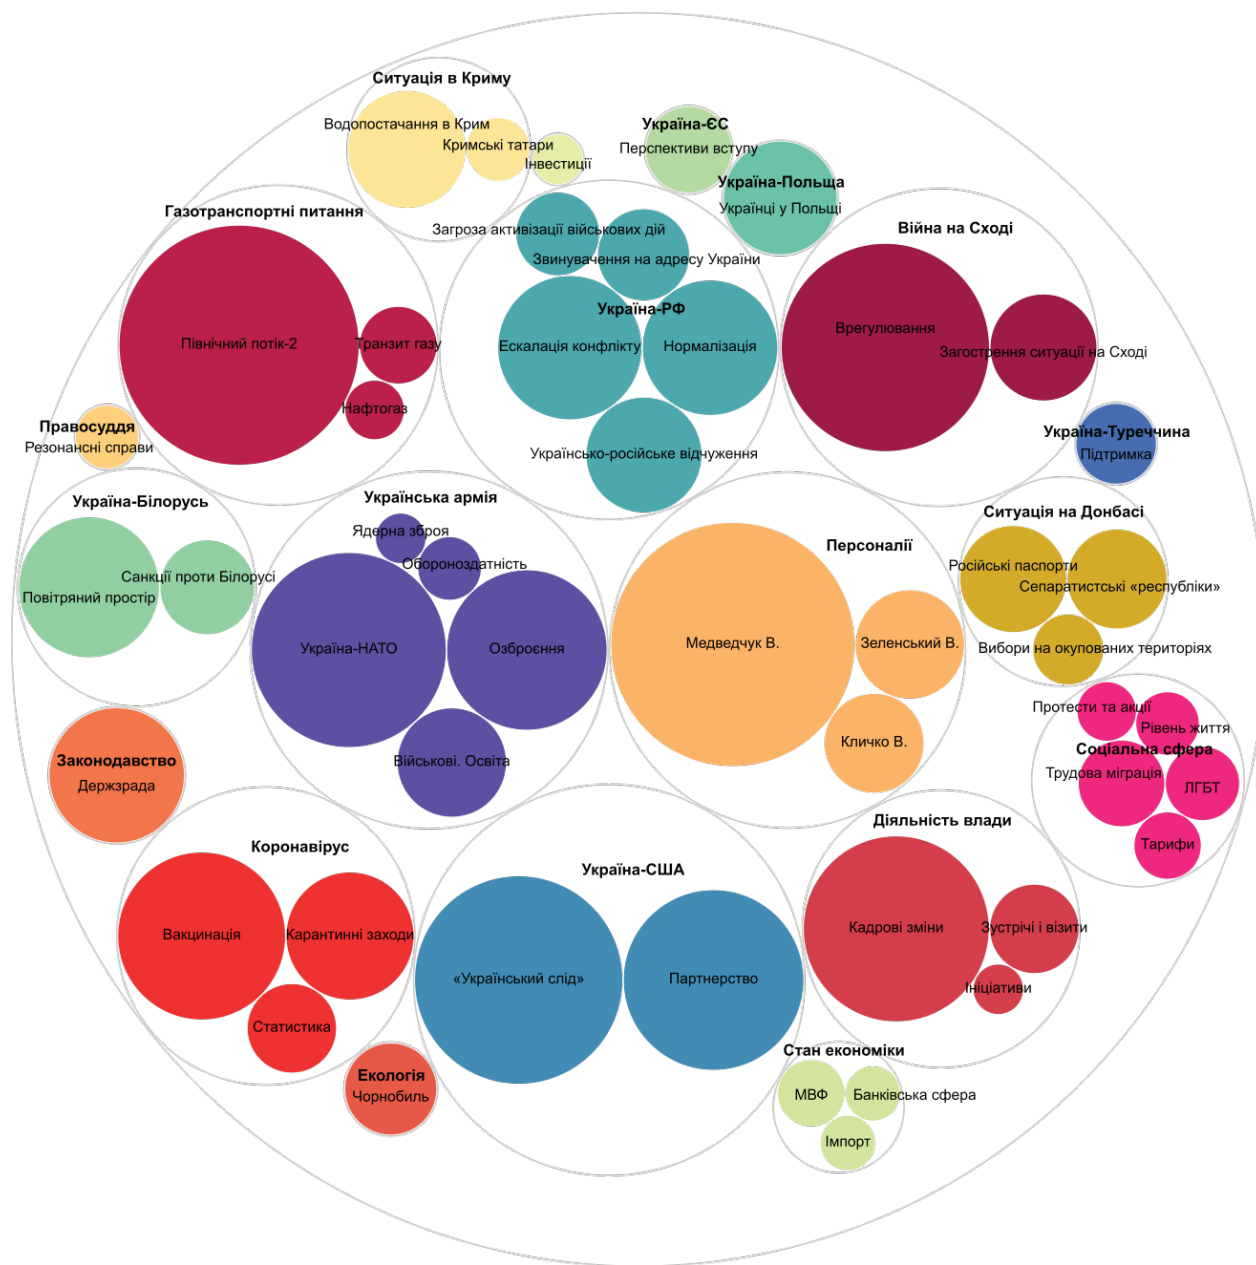 Ситуація в Криму
Водопостачання в Крим
Кримські татари
Інвестиції
Україна-ЄС
Перспективи вступу
Україна-Польща
Українці у Польщі
Газотранспортні питання
Північний потік-2
Транзит газу
Нафтогаз
Загроза активізації військових дій
Звинувачення на адресу України
Україна-РФ
Ескалація конфлікту
Нормалізація
Українсько-російське відчуження
Війна на Сході
Врегулювання
Загострення ситуації на Сході
Правосуддя
Резонансні справи
Україна-Туреччина
Підтримка
Україна-Білорусь
Санкції проти Білорусі
Повітряний простір
Українська армія
Ядерна зброя
Обороноздатність
Україна-НАТО
Озброєння
Військові. Освіта
Персоналії
Медведчук В.
Зеленський В.
Кличко В.
Ситуація на Донбасі
Російські паспорти
Сепаратистські «республіки»
Вибори на окупованих територіях
Протести та акції
Рівень життя
Соціальна сфера
Трудова міграція
ЛГБТ
Тарифи
Законодавство
Держзрада
Коронавірус
Вакцинація
Карантинні заходи
Статистика
Україна-США
«Український слід»
Партнерство
Діяльність влади
Кадрові зміни
Зустрічі і візити
Ініціативи
Екологія
Чорнобиль
Стан економіки
МВФ
Банківська сфера
Імпорт